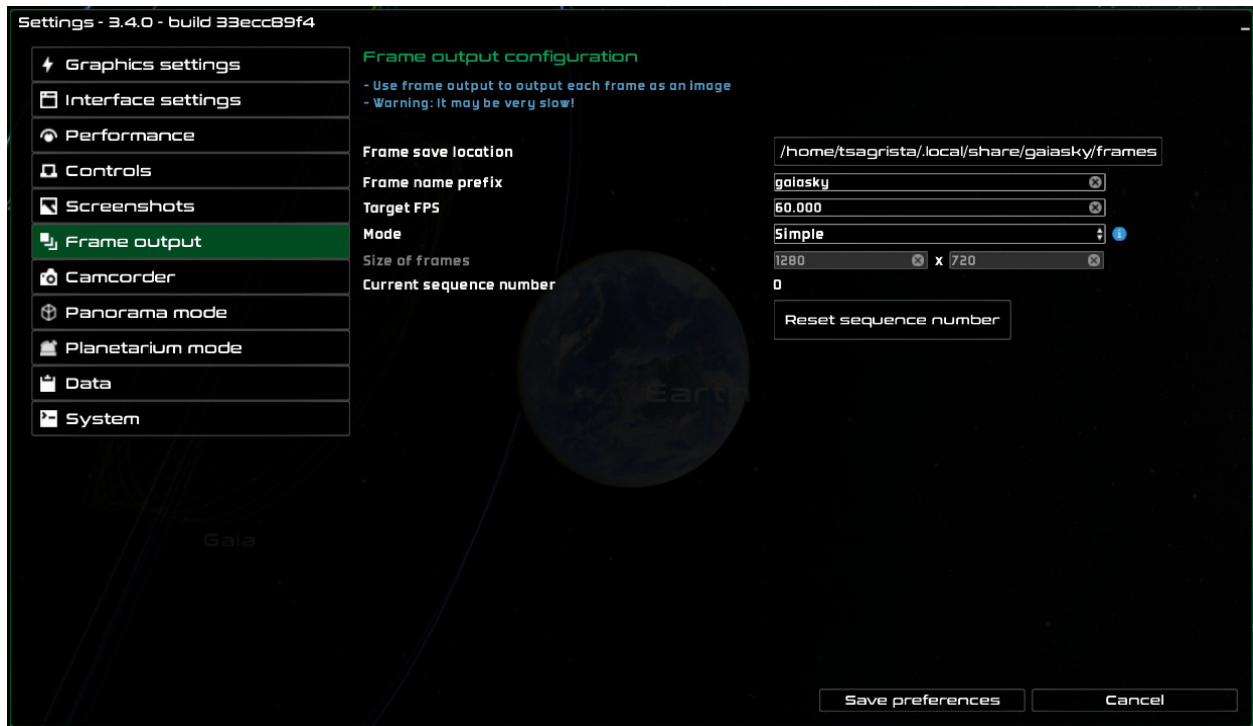 Settings - 3.4.0 - build 33ecc89f4
Graphics settings
Interface settings
Performance
Controls
Screenshots
Frame output
Camcorder
Panorama mode
Planetarium mode
Data
System
Frame output configuration
- Use frame output to output each frame as an image
- Warning: It may be very slow!
Frame save location /home/tsagrista/.local/share/gaiasky/frames
Frame name prefix gaiasky
Target FPS 60.000
Mode Simple
Size of frames 1280 x 720
Current sequence number 0
Reset sequence number
Earth
Gaia
Save preferences Cancel